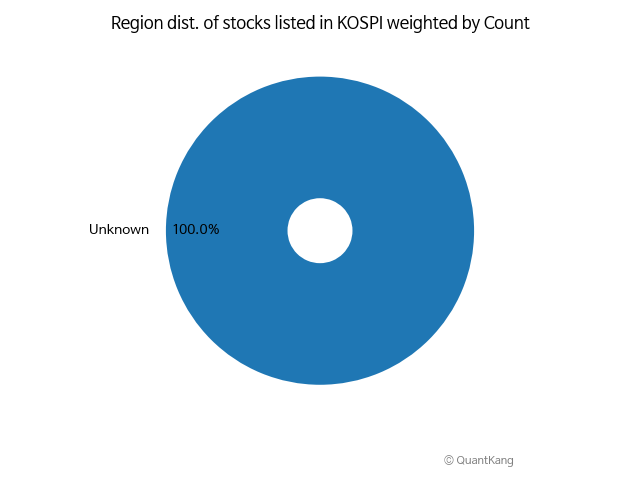 Region dist. of stocks listed in KOSPI weighted by Count
Unknown
100.0%
© QuantKang